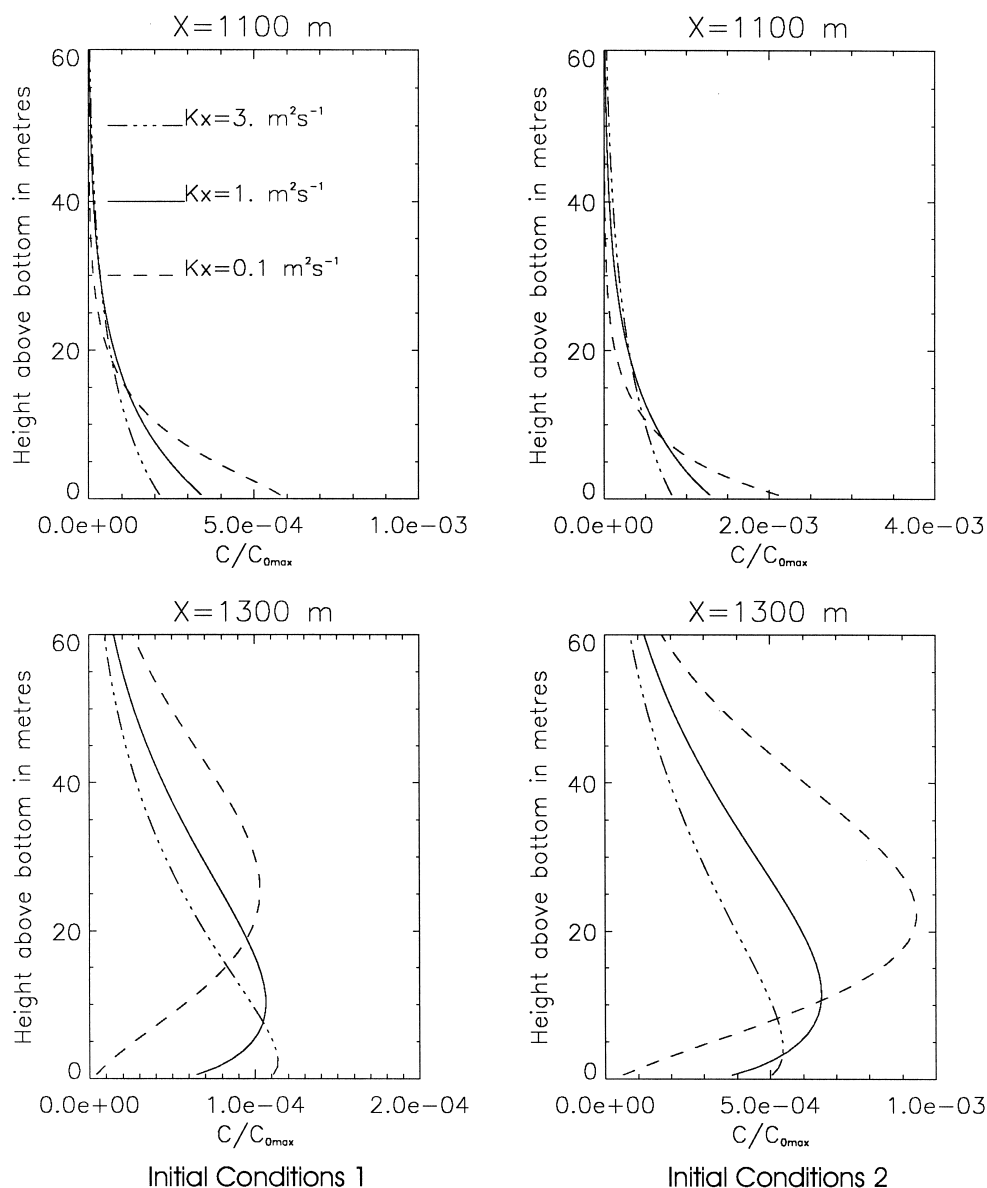 X=1100 m
Height above bottom in metres
60
40
20
0
Kx=3. m²s⁻¹
Kx=1. m²s⁻¹
Kx=0.1 m²s⁻¹
0.0e+00 5.0e-04 1.0e-03
C/C0max
X=1100 m
Height above bottom in metres
60
40
20
0
0.0e+00 2.0e-03 4.0e-03
C/C0max
X=1300 m
Height above bottom in metres
60
40
20
0
0.0e+00 1.0e-04 2.0e-04
C/C0max
Initial Conditions 1
X=1300 m
Height above bottom in metres
60
40
20
0
0.0e+00 5.0e-04 1.0e-03
C/C0max
Initial Conditions 2